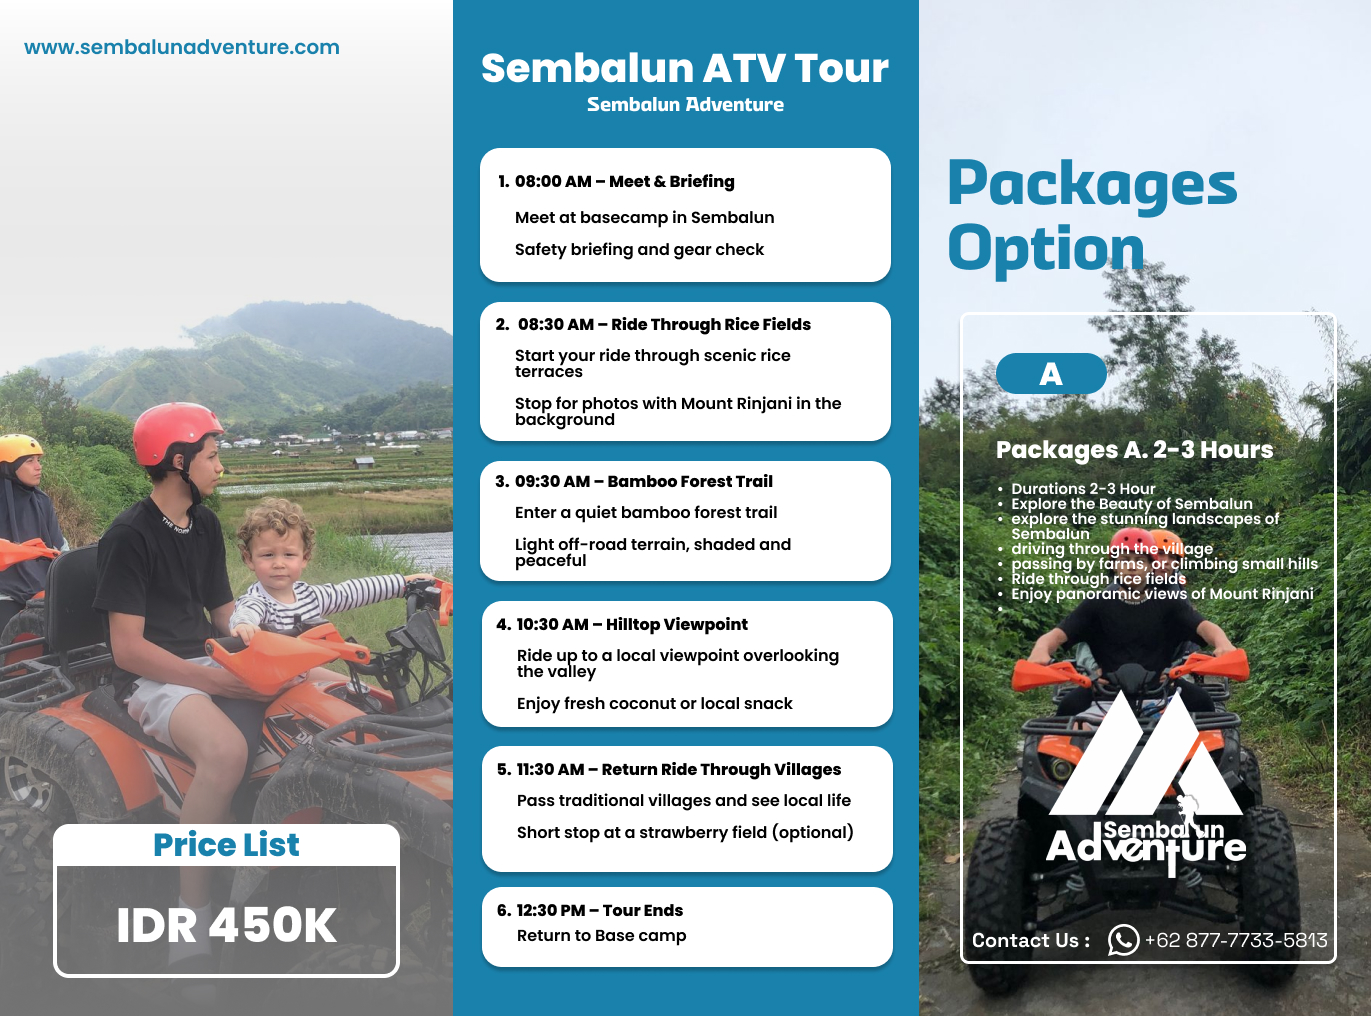 www.sembalunadventure.com
Price List
IDR 450K
Sembalun ATV Tour
Sembalun Adventure
1. 08:00 AM – Meet & Briefing
Meet at basecamp in Sembalun
Safety briefing and gear check
2. 08:30 AM – Ride Through Rice Fields
Start your ride through scenic rice
terraces
Stop for photos with Mount Rinjani in the
background
3. 09:30 AM – Bamboo Forest Trail
Enter a quiet bamboo forest trail
Light off-road terrain, shaded and
peaceful
4. 10:30 AM – Hilltop Viewpoint
Ride up to a local viewpoint overlooking
the valley
Enjoy fresh coconut or local snack
5. 11:30 AM – Return Ride Through Villages
Pass traditional villages and see local life
Short stop at a strawberry field (optional)
6. 12:30 PM – Tour Ends
Return to Base camp
Packages
Option
A
Packages A. 2-3 Hours
• Durations 2-3 Hour
• Explore the Beauty of Sembalun
• explore the stunning landscapes of
Sembalun
• driving through the village
• passing by farms, or climbing small hills
• Ride through rice fields
• Enjoy panoramic views of Mount Rinjani
•
Sembalun
Adventure
Contact Us : +62 877-7733-5813